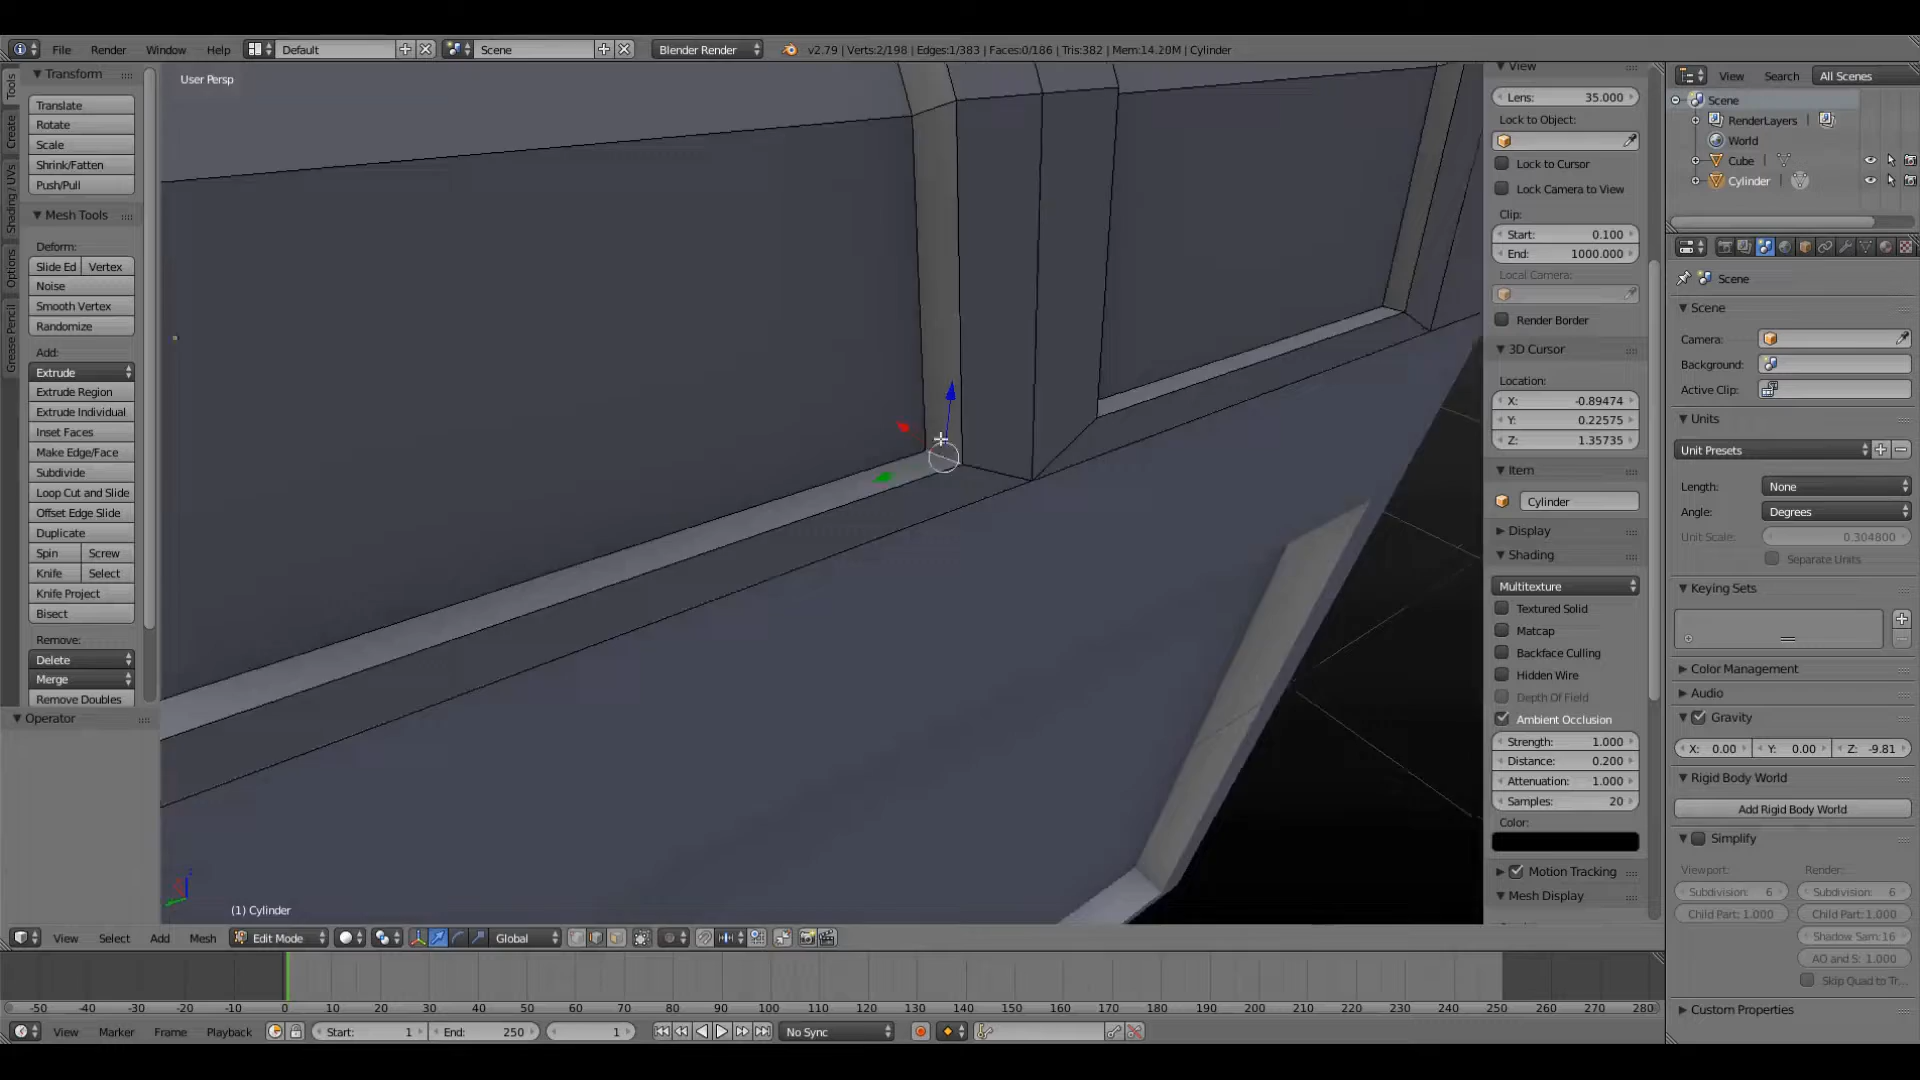 File Render Window Help Default Scene Blender Render v2.79 | Verts:2/198 | Edges:1/383 | Faces:0/186 | Tris:382 | Mem:14.20M | Cylinder
Tools
Create
Shading / UVs
Options
Grease Pencil
Transform
Translate
Rotate
Scale
Shrink/Fatten
Push/Pull
Mesh Tools
Deform:
Slide Ed Vertex
Noise
Smooth Vertex
Randomize
Add:
Extrude
Extrude Region
Extrude Individual
Inset Faces
Make Edge/Face
Subdivide
Loop Cut and Slide
Offset Edge Slide
Duplicate
Spin Screw
Knife Select
Knife Project
Bisect
Remove:
Delete
Merge
Remove Doubles
Operator
User Persp
(1) Cylinder
View
Lens: 35.000
Lock to Object:
Lock to Cursor
Lock Camera to View
Clip:
Start: 0.100
End: 1000.000
Local Camera:
Render Border
3D Cursor
Location:
X: -0.89474
Y: 0.22575
Z: 1.35735
Item
Cylinder
Display
Shading
Multitexture
Textured Solid
Matcap
Backface Culling
Hidden Wire
Depth Of Field
Ambient Occlusion
Strength: 1.000
Distance: 0.200
Attenuation: 1.000
Samples: 20
Color:
Motion Tracking
Mesh Display
View Search All Scenes
Scene
RenderLayers
World
Cube
Cylinder
Scene
Scene
Camera:
Background:
Active Clip:
Units
Unit Presets
Length: None
Angle: Degrees
Unit Scale: 0.304800
Separate Units
Keying Sets
Color Management
Audio
Gravity
X: 0.00 Y: 0.00 Z: -9.81
Rigid Body World
Add Rigid Body World
Simplify
Viewport: Render:
Subdivision: 6 Subdivision: 6
Child Part: 1.000 Child Part: 1.000
Shadow Sam: 16
AO and S: 1.000
Skip Quad to Tr...
Custom Properties
View Select Add Mesh Edit Mode Global
-50 -40 -30 -20 -10 0 10 20 30 40 50 60 70 80 90 100 110 120 130 140 150 160 170 180 190 200 210 220 230 240 250 260 270 280
View Marker Frame Playback Start: 1 End: 250 1 No Sync